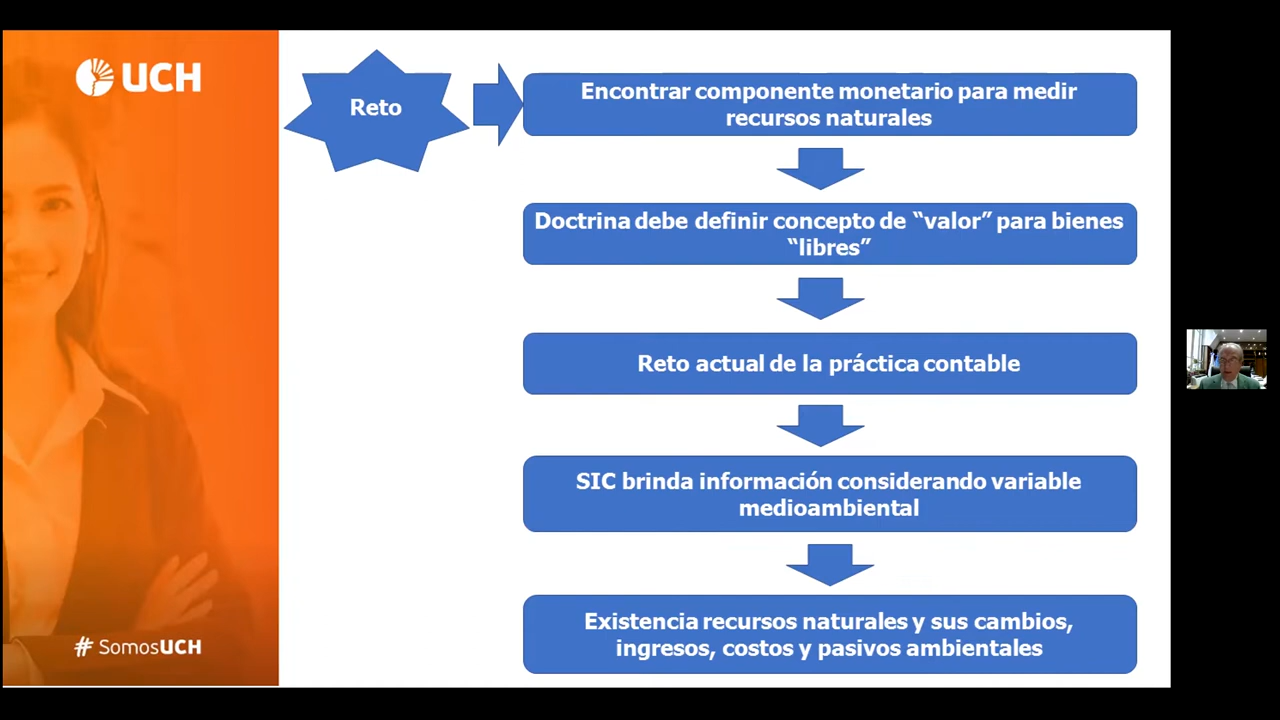 UCH
Reto
Encontrar componente monetario para medir
recursos naturales
Doctrina debe definir concepto de “valor” para bienes
“libres”
Reto actual de la práctica contable
SIC brinda información considerando variable
medioambiental
Existencia recursos naturales y sus cambios,
ingresos, costos y pasivos ambientales
# SomosUCH